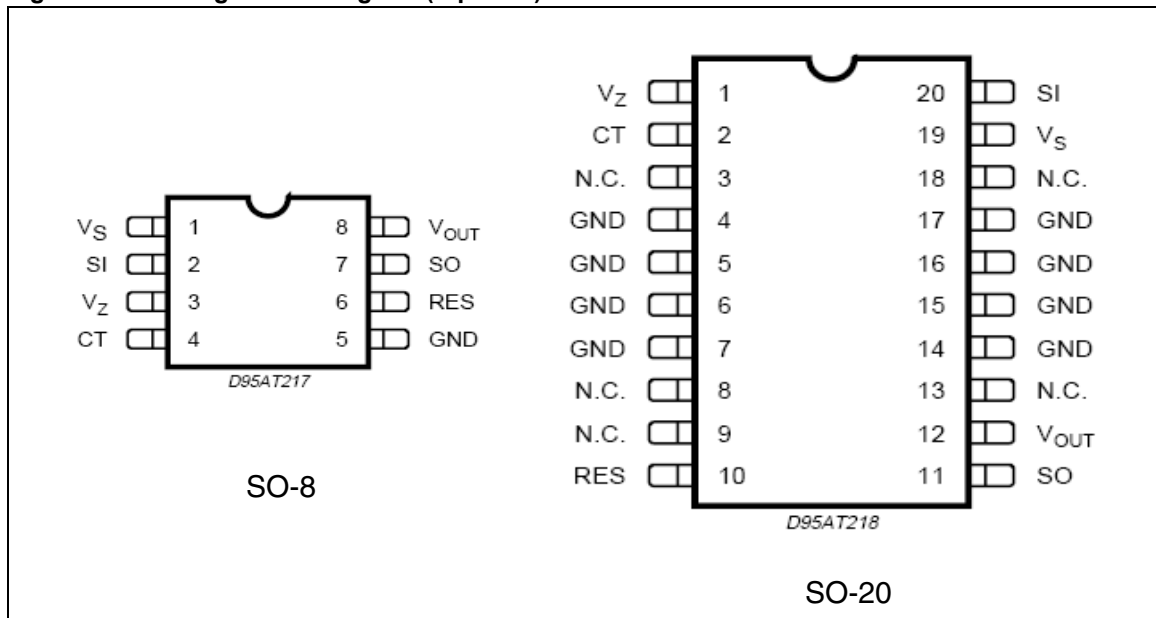 V_S 1 8 V_OUT
SI 2 7 SO
V_Z 3 6 RES
CT 4 5 GND
D95AT217
SO-8
V_Z 1 20 SI
CT 2 19 V_S
N.C. 3 18 N.C.
GND 4 17 GND
GND 5 16 GND
GND 6 15 GND
GND 7 14 GND
N.C. 8 13 N.C.
N.C. 9 12 V_OUT
RES 10 11 SO
D95AT218
SO-20